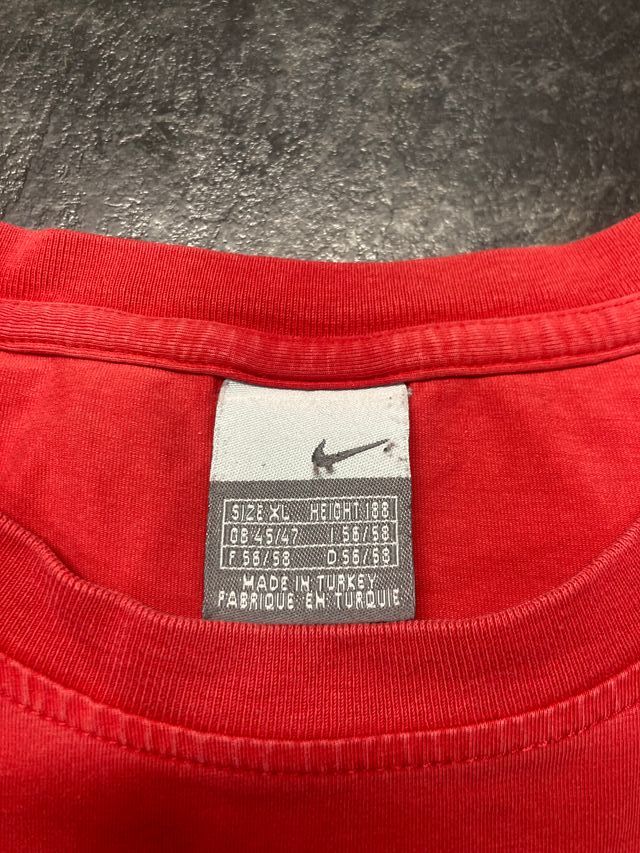 SIZE XL HEIGHT 188
GB 45/47 I 56/58
F 56/58 D 56/58
MADE IN TURKEY
FABRIQUE EN TURQUIE